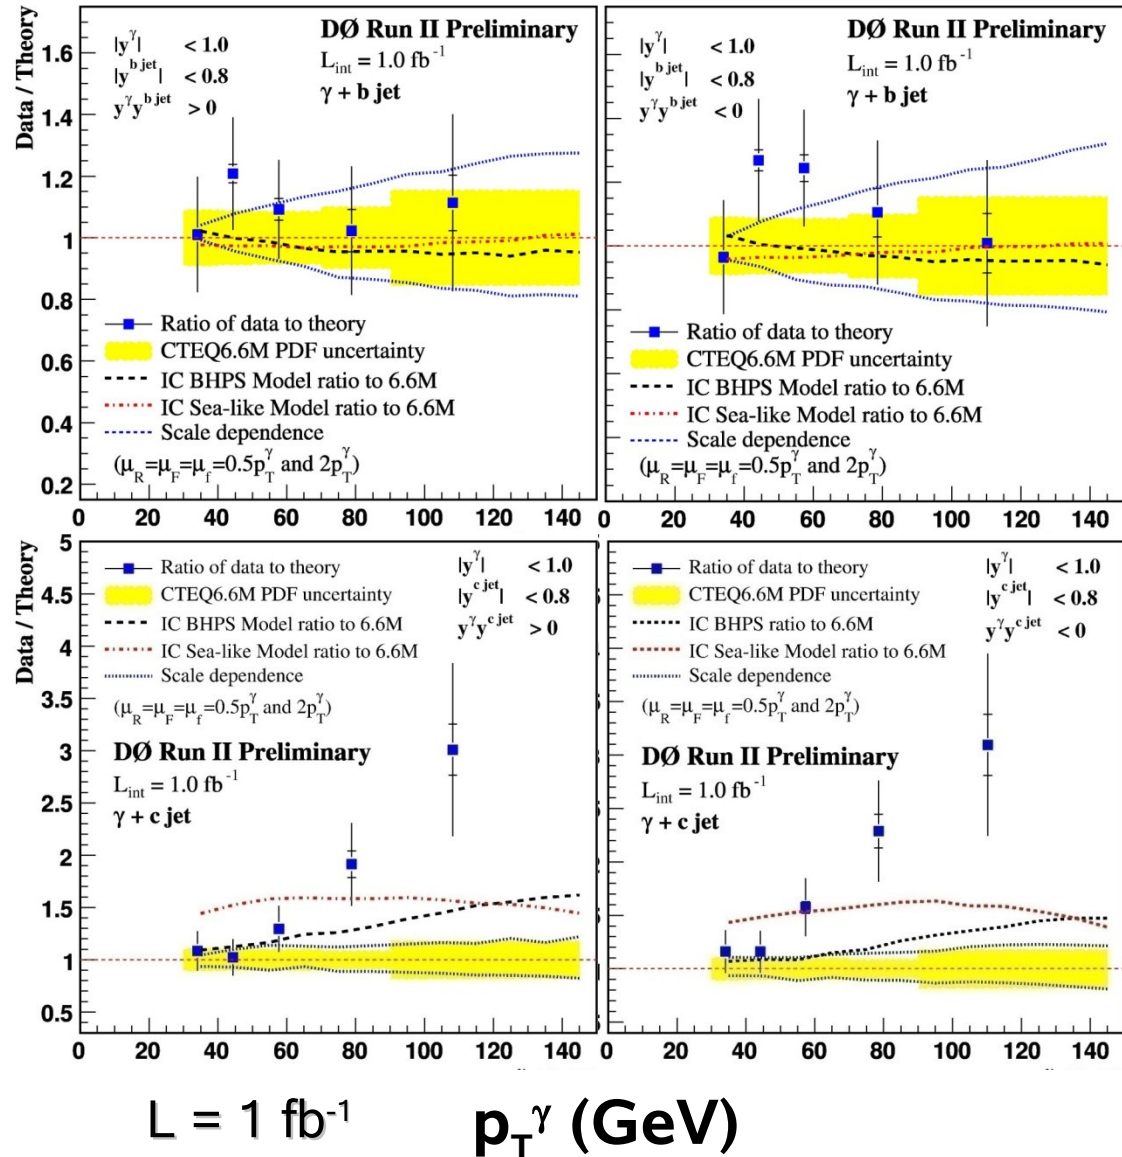 Data / Theory
1.6
1.4
1.2
1
0.8
0.6
0.4
0.2
|y^γ| < 1.0
|y^{b jet}| < 0.8
y^γ y^{b jet} > 0
DØ Run II Preliminary
L_int = 1.0 fb^-1
γ + b jet
Ratio of data to theory
CTEQ6.6M PDF uncertainty
IC BHPS Model ratio to 6.6M
IC Sea-like Model ratio to 6.6M
Scale dependence
(μ_R=μ_F=μ_f=0.5p_T^γ and 2p_T^γ)
0 20 40 60 80 100 120 140
|y^γ| < 1.0
|y^{b jet}| < 0.8
y^γ y^{b jet} < 0
DØ Run II Preliminary
L_int = 1.0 fb^-1
γ + b jet
Ratio of data to theory
CTEQ6.6M PDF uncertainty
IC BHPS Model ratio to 6.6M
IC Sea-like Model ratio to 6.6M
Scale dependence
(μ_R=μ_F=μ_f=0.5p_T^γ and 2p_T^γ)
0 20 40 60 80 100 120 140
Data / Theory
5
4.5
4
3.5
3
2.5
2
1.5
1
0.5
Ratio of data to theory
CTEQ6.6M PDF uncertainty
IC BHPS Model ratio to 6.6M
IC Sea-like Model ratio to 6.6M
Scale dependence
(μ_R=μ_F=μ_f=0.5p_T^γ and 2p_T^γ)
|y^γ| < 1.0
|y^{c jet}| < 0.8
y^γ y^{c jet} > 0
DØ Run II Preliminary
L_int = 1.0 fb^-1
γ + c jet
0 20 40 60 80 100 120 140
Ratio of data to theory
CTEQ6.6M PDF uncertainty
IC BHPS ratio to 6.6M
IC Sea-like Model ratio to 6.6M
Scale dependence
(μ_R=μ_F=μ_f=0.5p_T^γ and 2p_T^γ)
|y^γ| < 1.0
|y^{c jet}| < 0.8
y^γ y^{c jet} < 0
DØ Run II Preliminary
L_int = 1.0 fb^-1
γ + c jet
0 20 40 60 80 100 120 140
L = 1 fb^-1
p_T^γ (GeV)